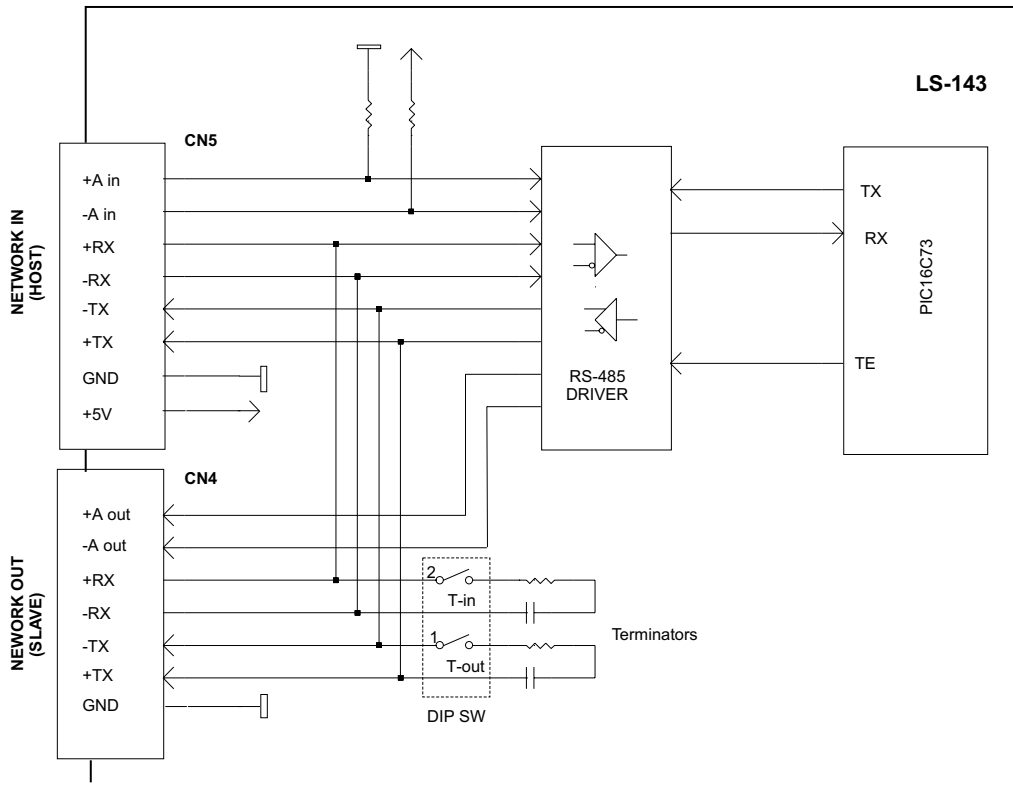 LS-143
CN5
NETWORK IN
(HOST)
+A in
-A in
+RX
-RX
-TX
+TX
GND
+5V
RS-485
DRIVER
TX
RX
TE
PIC16C73
CN4
NEWORK OUT
(SLAVE)
+A out
-A out
+RX
-RX
-TX
+TX
GND
2
T-in
1
T-out
DIP SW
Terminators